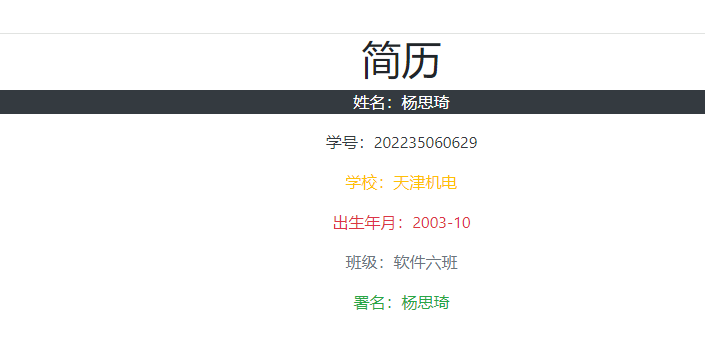 简历
姓名：杨思琦
学号：202235060629
学校：天津机电
出生年月：2003-10
班级：软件六班
署名：杨思琦